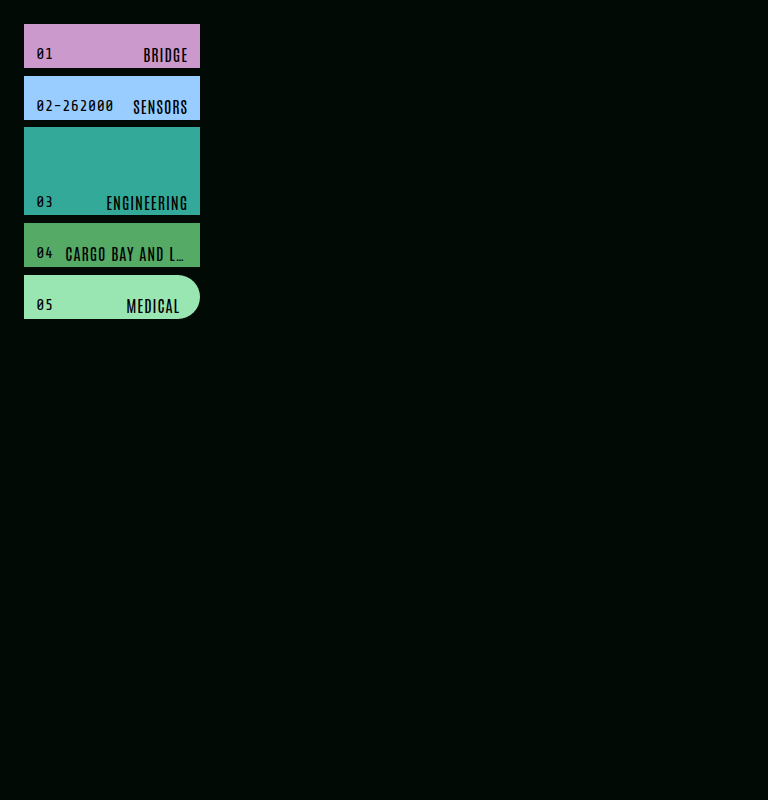 01 BRIDGE
02-262000 SENSORS
03 ENGINEERING
04 CARGO BAY AND L…
05 MEDICAL